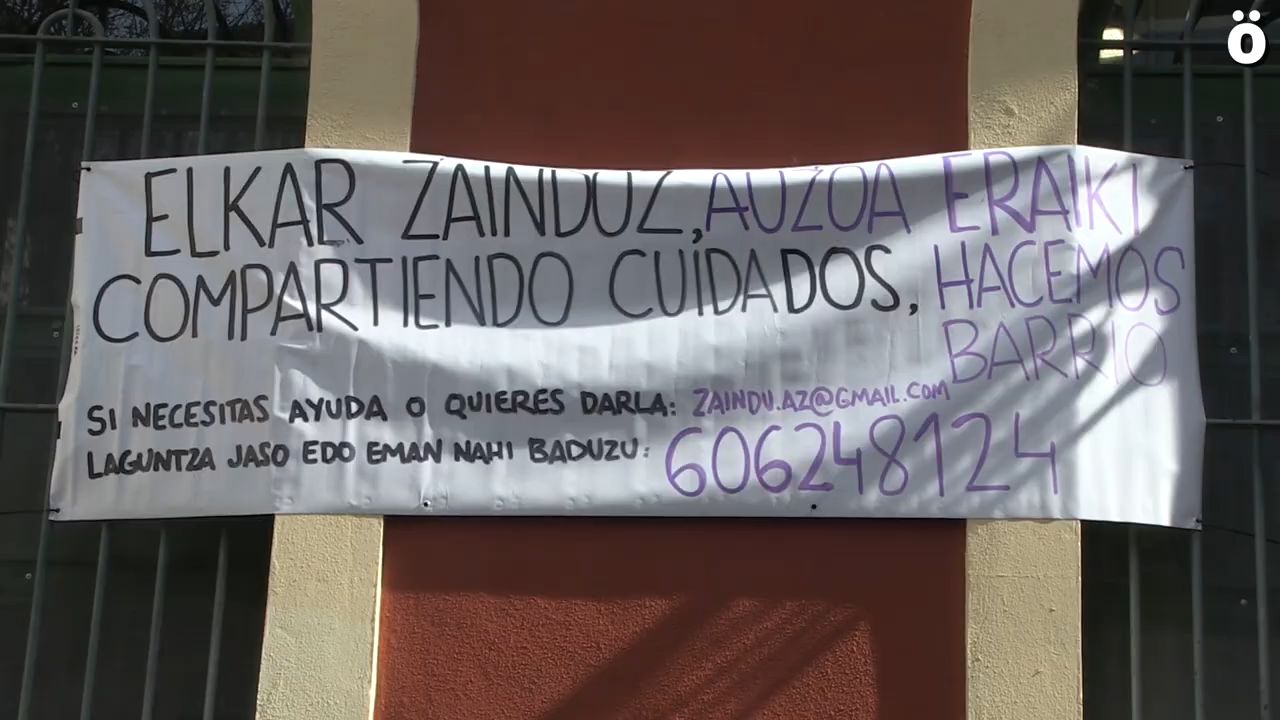 ö
ELKAR ZAINDUZ, AUZOA ERAIKI
COMPARTIENDO CUIDADOS, HACEMOS
BARRIO
SI NECESITAS AYUDA O QUIERES DARLA: ZAINDU.AZ@GMAIL.COM
LAGUNTZA JASO EDO EMAN NAHI BADUZU: 606248124